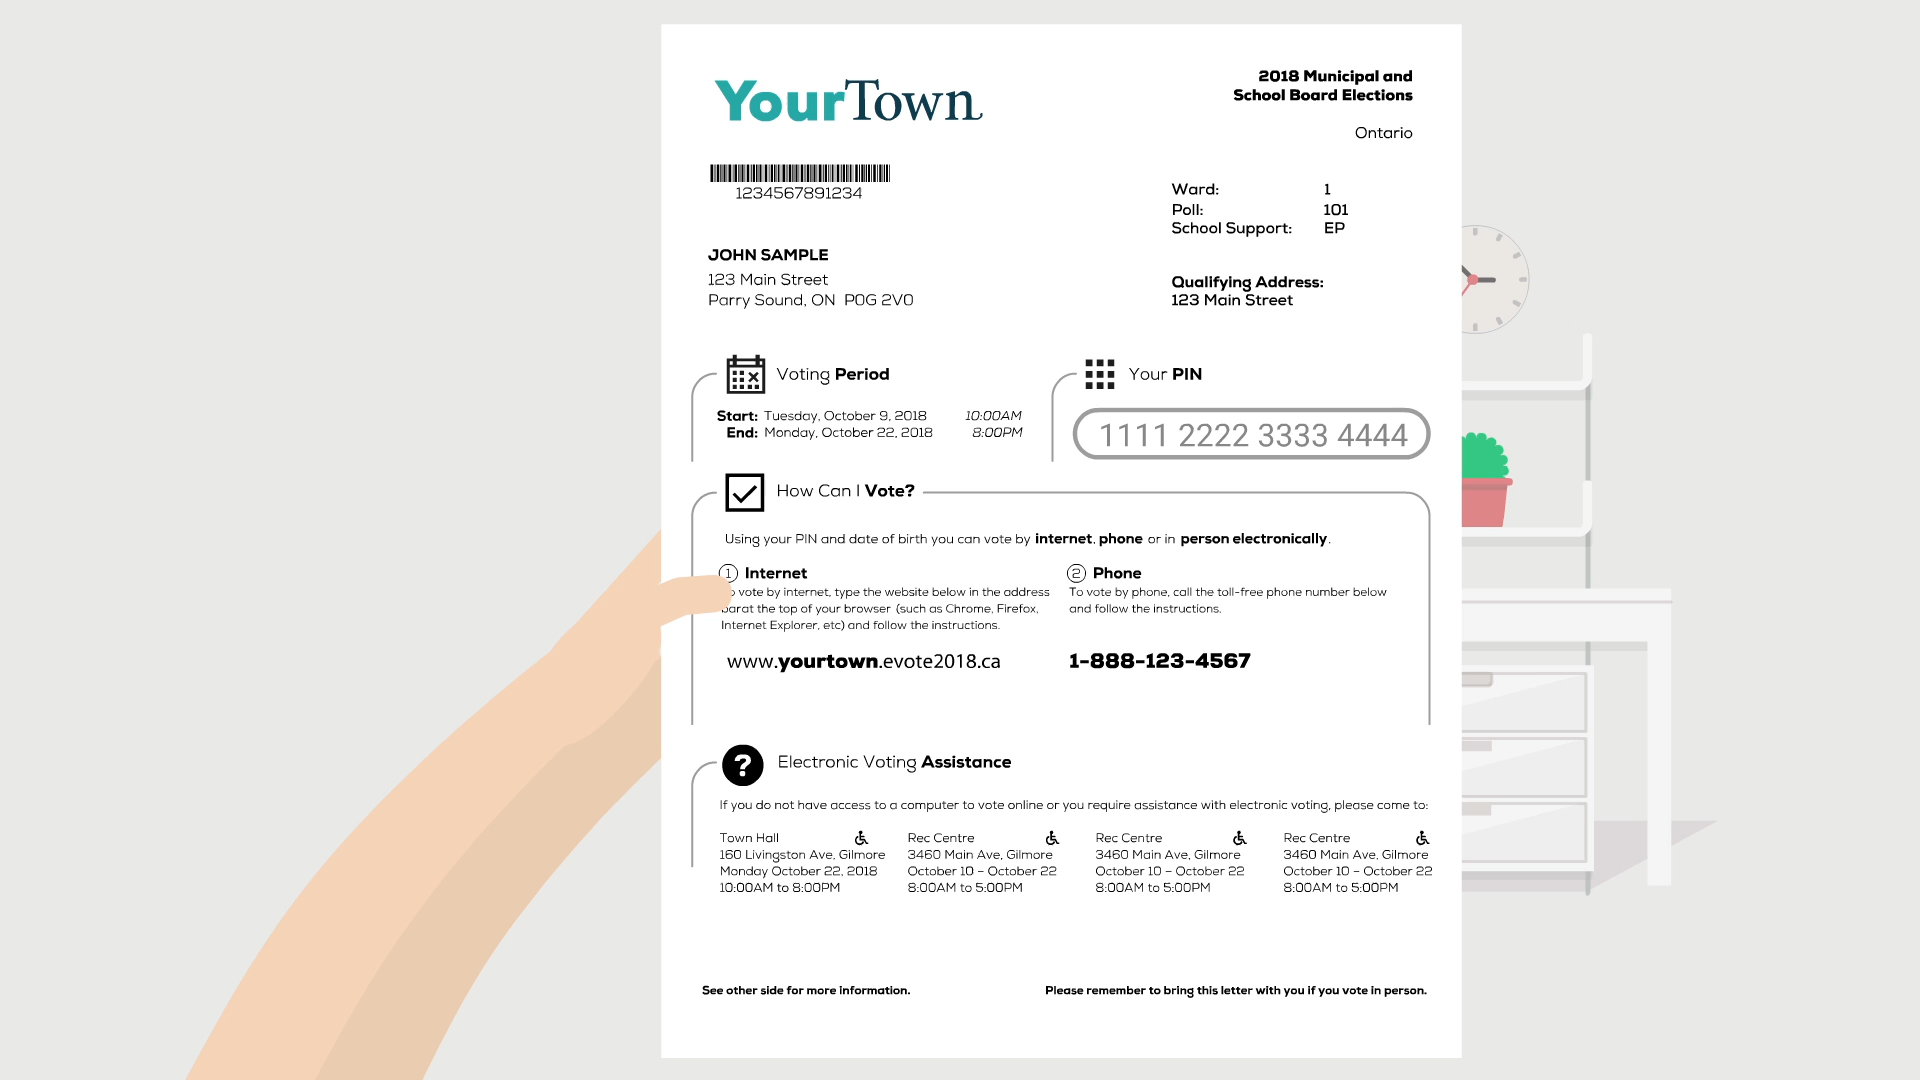 YourTown
2018 Municipal and
School Board Elections
Ontario
1234567891234
Ward: 1
Poll: 101
School Support: EP
JOHN SAMPLE
123 Main Street
Parry Sound, ON P0G 2V0
Qualifying Address:
123 Main Street
Voting Period
Start: Tuesday, October 9, 2018 10:00AM
End: Monday, October 22, 2018 8:00PM
Your PIN
1111 2222 3333 4444
How Can I Vote?
Using your PIN and date of birth you can vote by internet, phone or in person electronically.
1 Internet
vote by internet, type the website below in the address
barat the top of your browser (such as Chrome, Firefox,
Internet Explorer, etc) and follow the instructions.
www.yourtown.evote2018.ca
2 Phone
To vote by phone, call the toll-free phone number below
and follow the instructions.
1-888-123-4567
? Electronic Voting Assistance
If you do not have access to a computer to vote online or you require assistance with electronic voting, please come to:
Town Hall
160 Livingston Ave, Gilmore
Monday October 22, 2018
10:00AM to 8:00PM
Rec Centre
3460 Main Ave, Gilmore
October 10 – October 22
8:00AM to 5:00PM
Rec Centre
3460 Main Ave, Gilmore
October 10 – October 22
8:00AM to 5:00PM
Rec Centre
3460 Main Ave, Gilmore
October 10 – October 22
8:00AM to 5:00PM
See other side for more information.
Please remember to bring this letter with you if you vote in person.